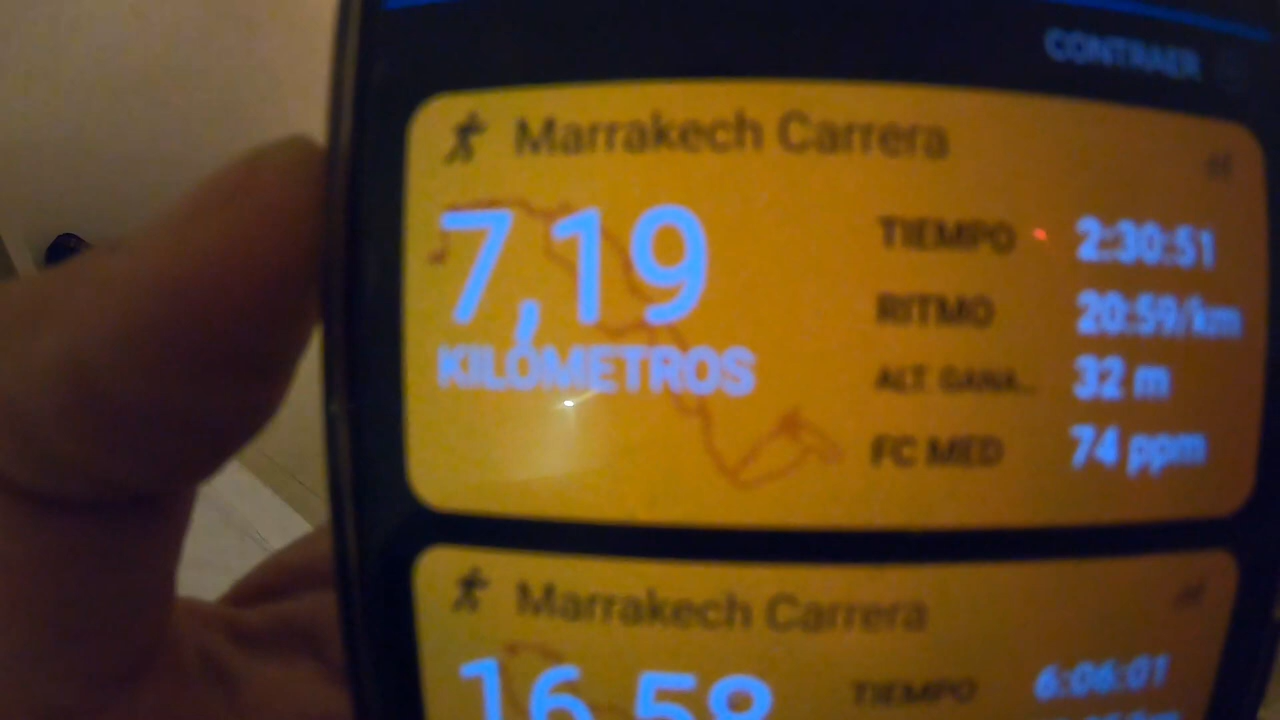 CONTRAER
Marrakech Carrera
7,19
KILÓMETROS
TIEMPO 2:30:51
RITMO 20:59/km
ALT. GANA... 32 m
FC MED 74 ppm
Marrakech Carrera
16,58
TIEMPO 6:06:01